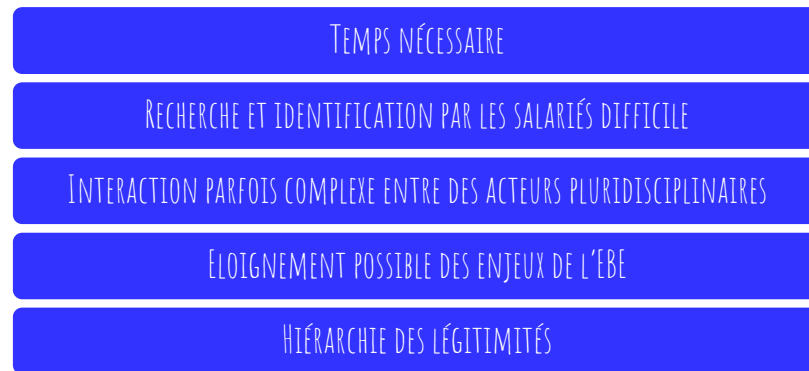 Temps nécessaire
Recherche et identification par les salariés difficile
Interaction parfois complexe entre des acteurs pluridisciplinaires
Eloignement possible des enjeux de l'EBE
Hiérarchie des légitimités